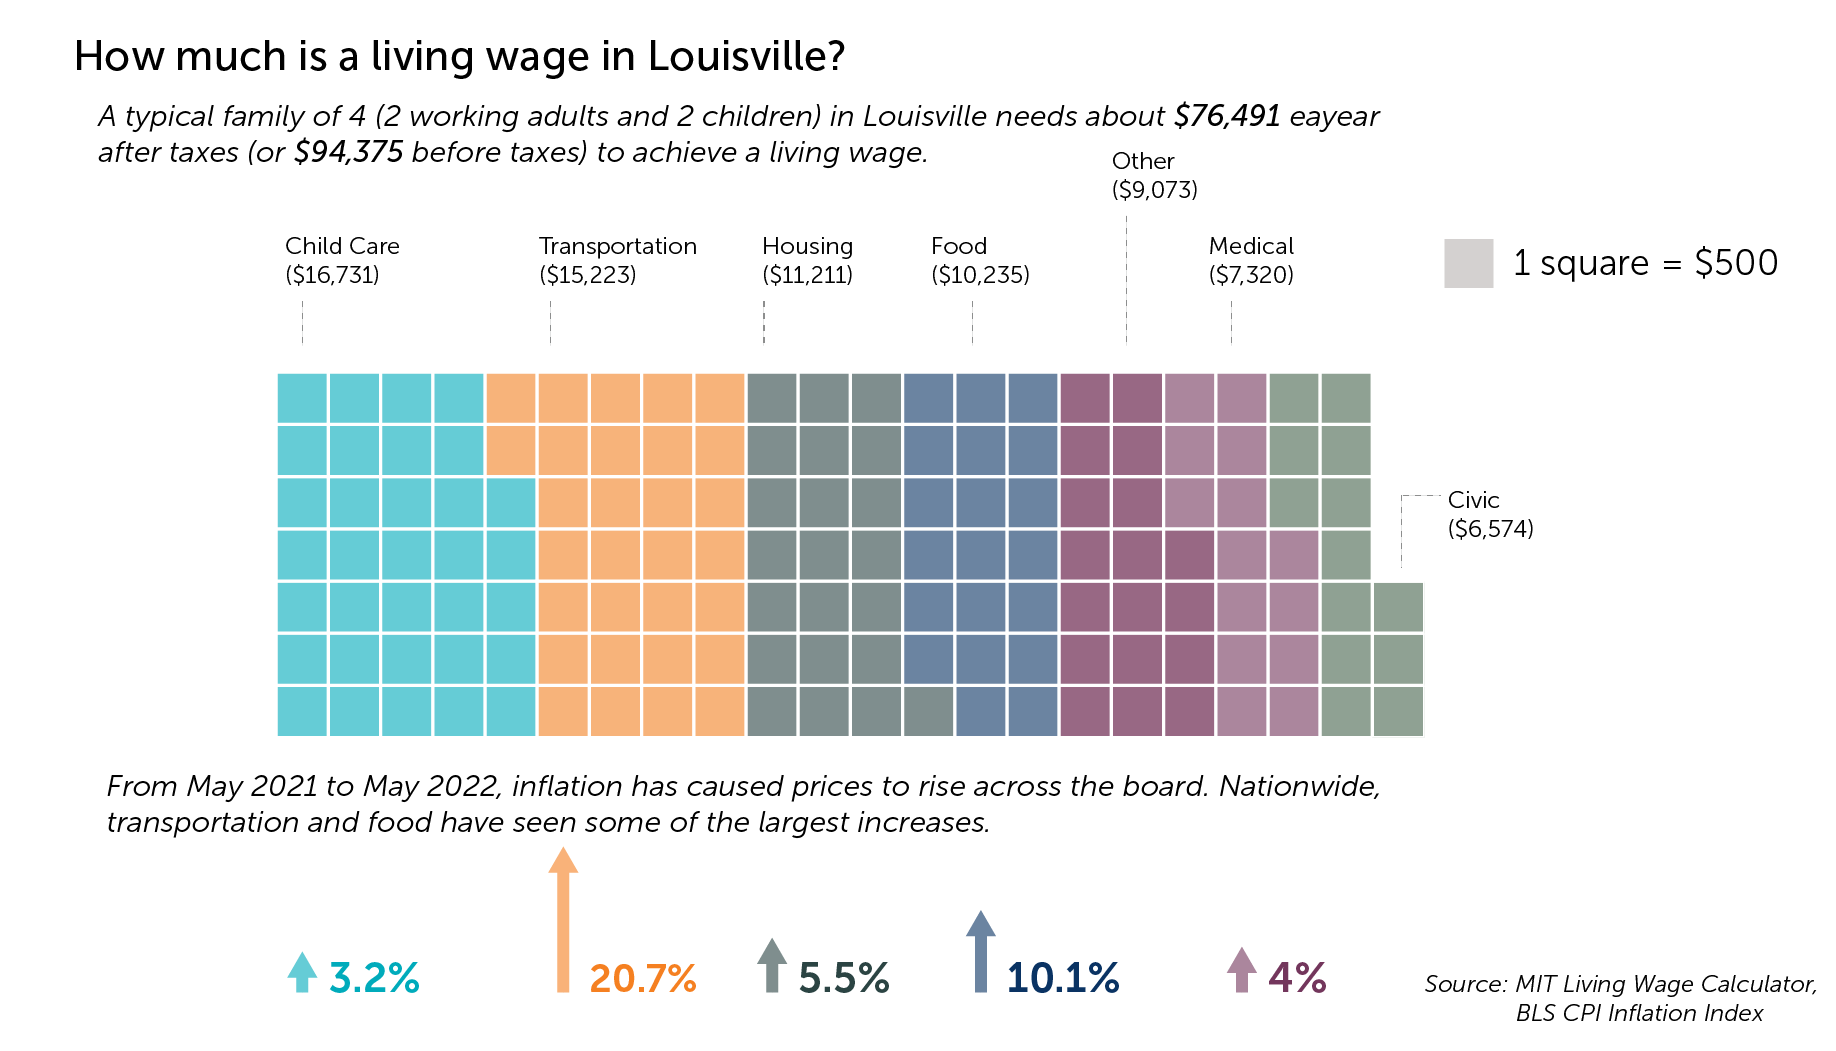 How much is a living wage in Louisville?
A typical family of 4 (2 working adults and 2 children) in Louisville needs about $76,491 eayear
after taxes (or $94,375 before taxes) to achieve a living wage.
Other
($9,073)
Child Care
($16,731)
Transportation
($15,223)
Housing
($11,211)
Food
($10,235)
Medical
($7,320)
1 square = $500
Civic
($6,574)
From May 2021 to May 2022, inflation has caused prices to rise across the board. Nationwide,
transportation and food have seen some of the largest increases.
3.2%
20.7%
5.5%
10.1%
4%
Source: MIT Living Wage Calculator,
BLS CPI Inflation Index